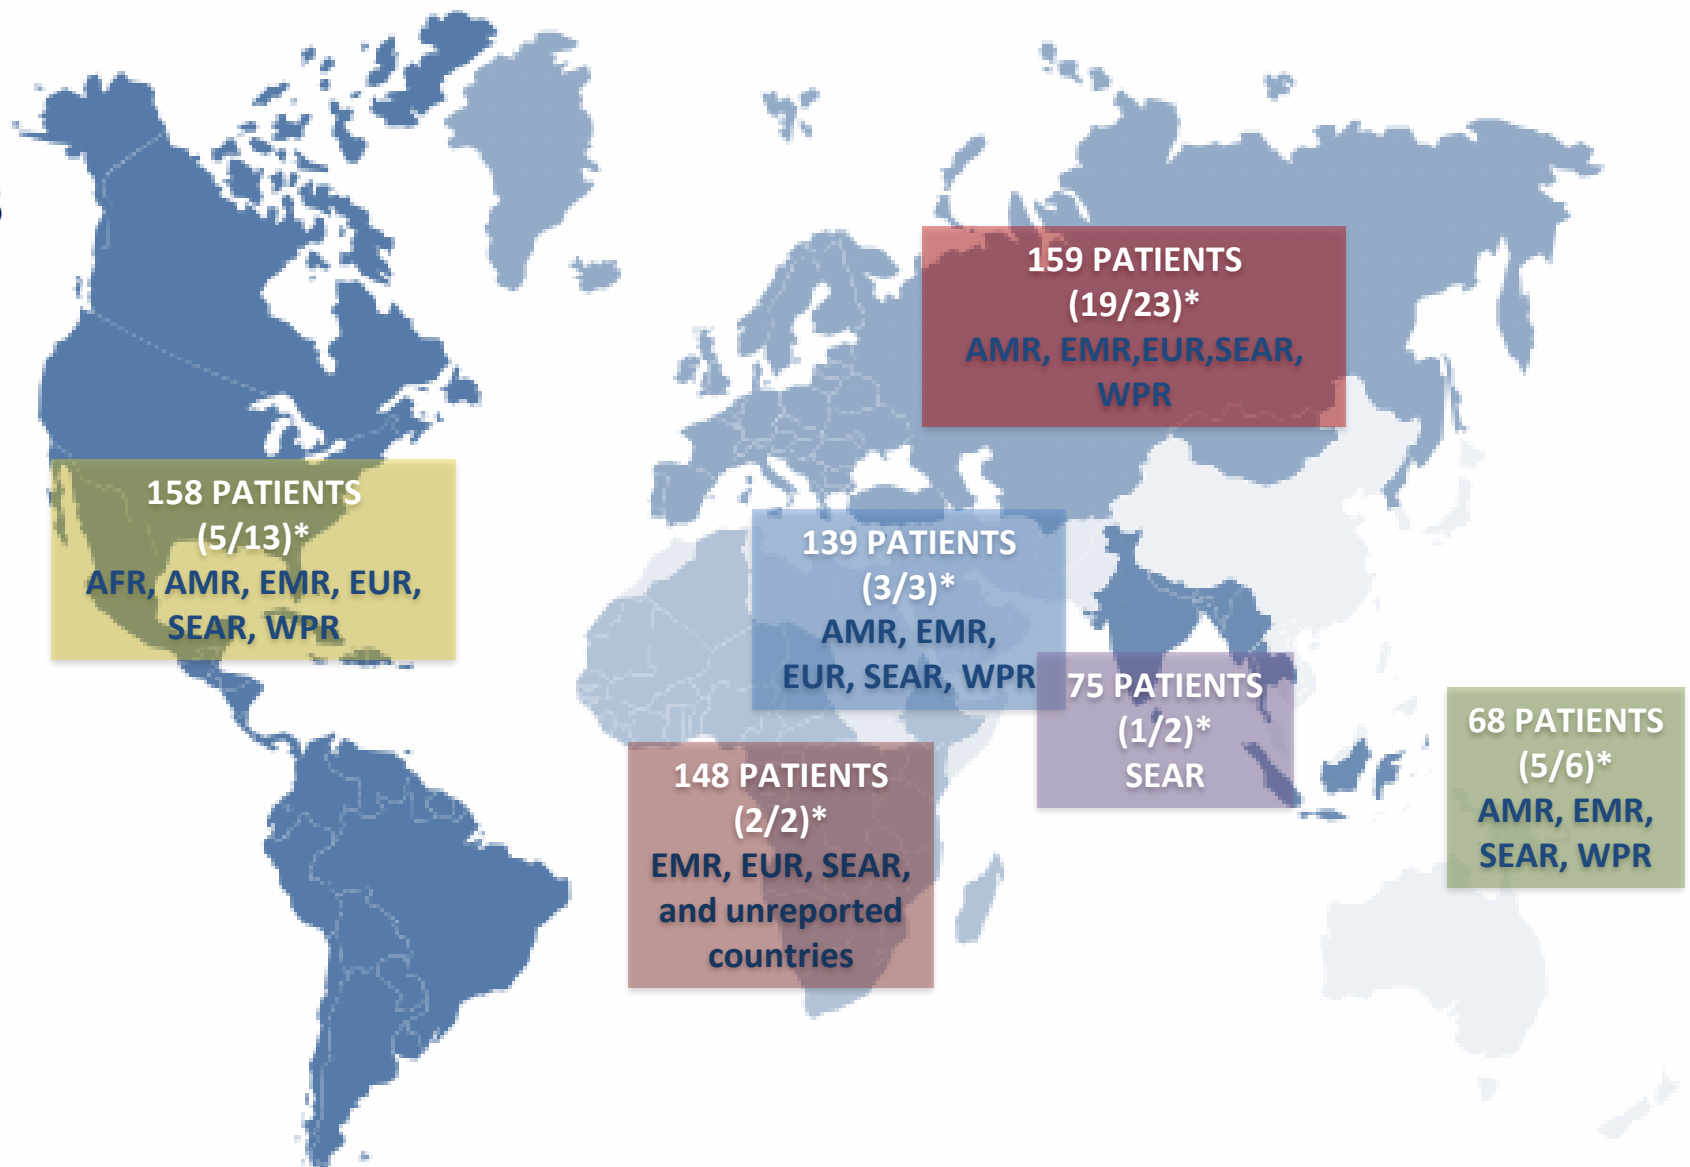 159 PATIENTS
(19/23)*
AMR, EMR,EUR,SEAR,
WPR
158 PATIENTS
(5/13)*
AFR, AMR, EMR, EUR,
SEAR, WPR
139 PATIENTS
(3/3)*
AMR, EMR,
EUR, SEAR, WPR
75 PATIENTS
(1/2)*
SEAR
68 PATIENTS
(5/6)*
AMR, EMR,
SEAR, WPR
148 PATIENTS
(2/2)*
EMR, EUR, SEAR,
and unreported
countries